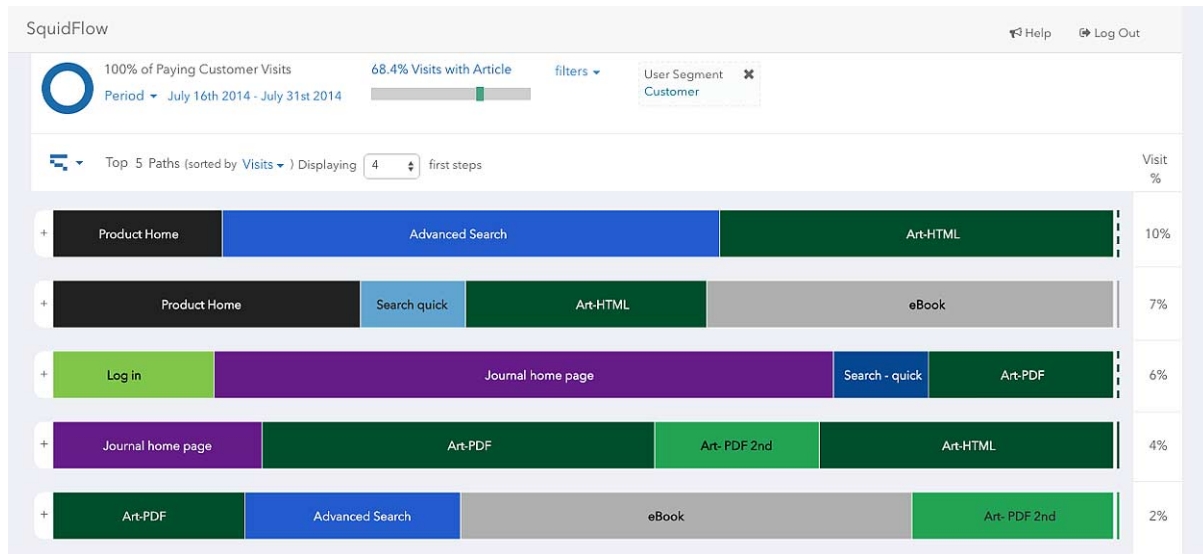 SquidFlow
Help
Log Out
100% of Paying Customer Visits
68.4% Visits with Article
filters
User Segment
Customer
Period
July 16th 2014 - July 31st 2014
Top 5 Paths (sorted by Visits ) Displaying 4 first steps
Visit
%
+ Product Home Advanced Search Art-HTML 10%
+ Product Home Search quick Art-HTML eBook 7%
+ Log in Journal home page Search - quick Art-PDF 6%
+ Journal home page Art-PDF Art- PDF 2nd Art-HTML 4%
+ Art-PDF Advanced Search eBook Art- PDF 2nd 2%